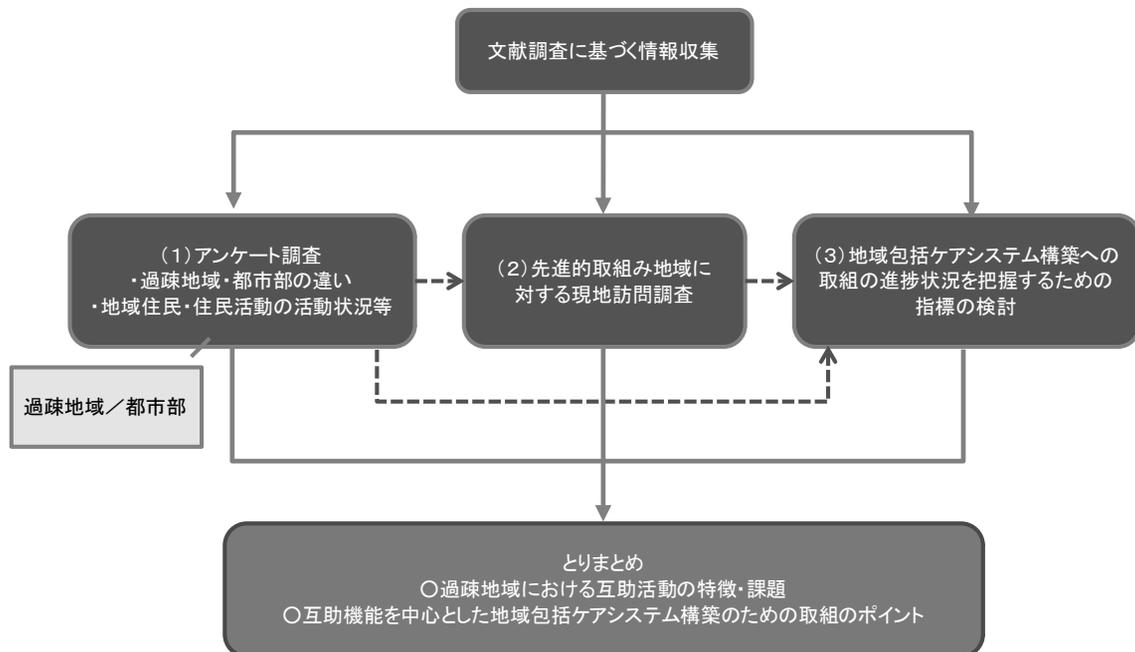 文献調査に基づく情報収集
(1)アンケート調査
・過疎地域・都市部の違い
・地域住民・住民活動の活動状況等
(2)先進的取組み地域に
対する現地訪問調査
(3)地域包括ケアシステム構築への
取組の進捗状況を把握するための
指標の検討
過疎地域／都市部
とりまとめ
○過疎地域における互助活動の特徴・課題
○互助機能を中心とした地域包括ケアシステム構築のための取組のポイント